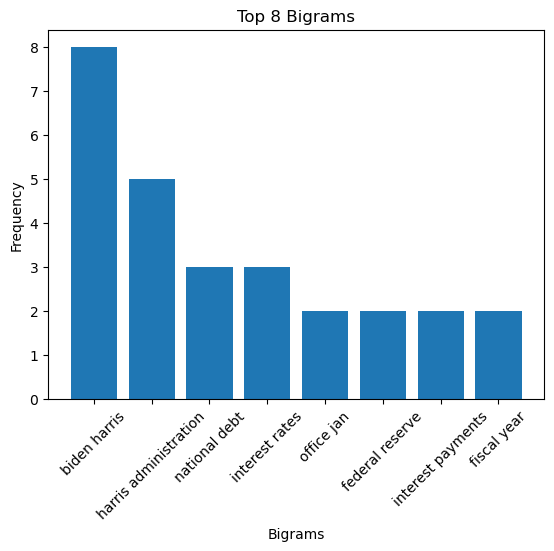 Top 8 Bigrams
Frequency
8
7
6
5
4
3
2
1
0
biden harris
harris administration
national debt
interest rates
office jan
federal reserve
interest payments
fiscal year
Bigrams